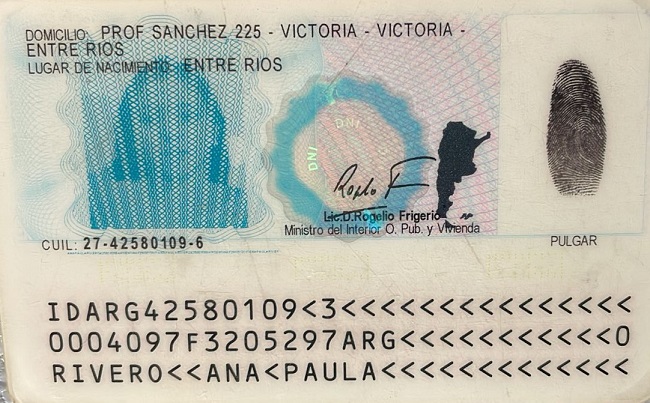 DOMICILIO: PROF SANCHEZ 225 - VICTORIA - VICTORIA -
ENTRE RIOS
LUGAR DE NACIMIENTO: ENTRE RIOS
DNI
DNI
Lic.D.Rogelio Frigerio
Ministro del Interior O. Pub. y Vivienda
CUIL: 27-42580109-6
PULGAR
IDARG42580109<3<<<<<<<<<<<<<<<
0004097F3205297ARG<<<<<<<<<<<0
RIVERO<<ANA<PAULA<<<<<<<<<<<<<